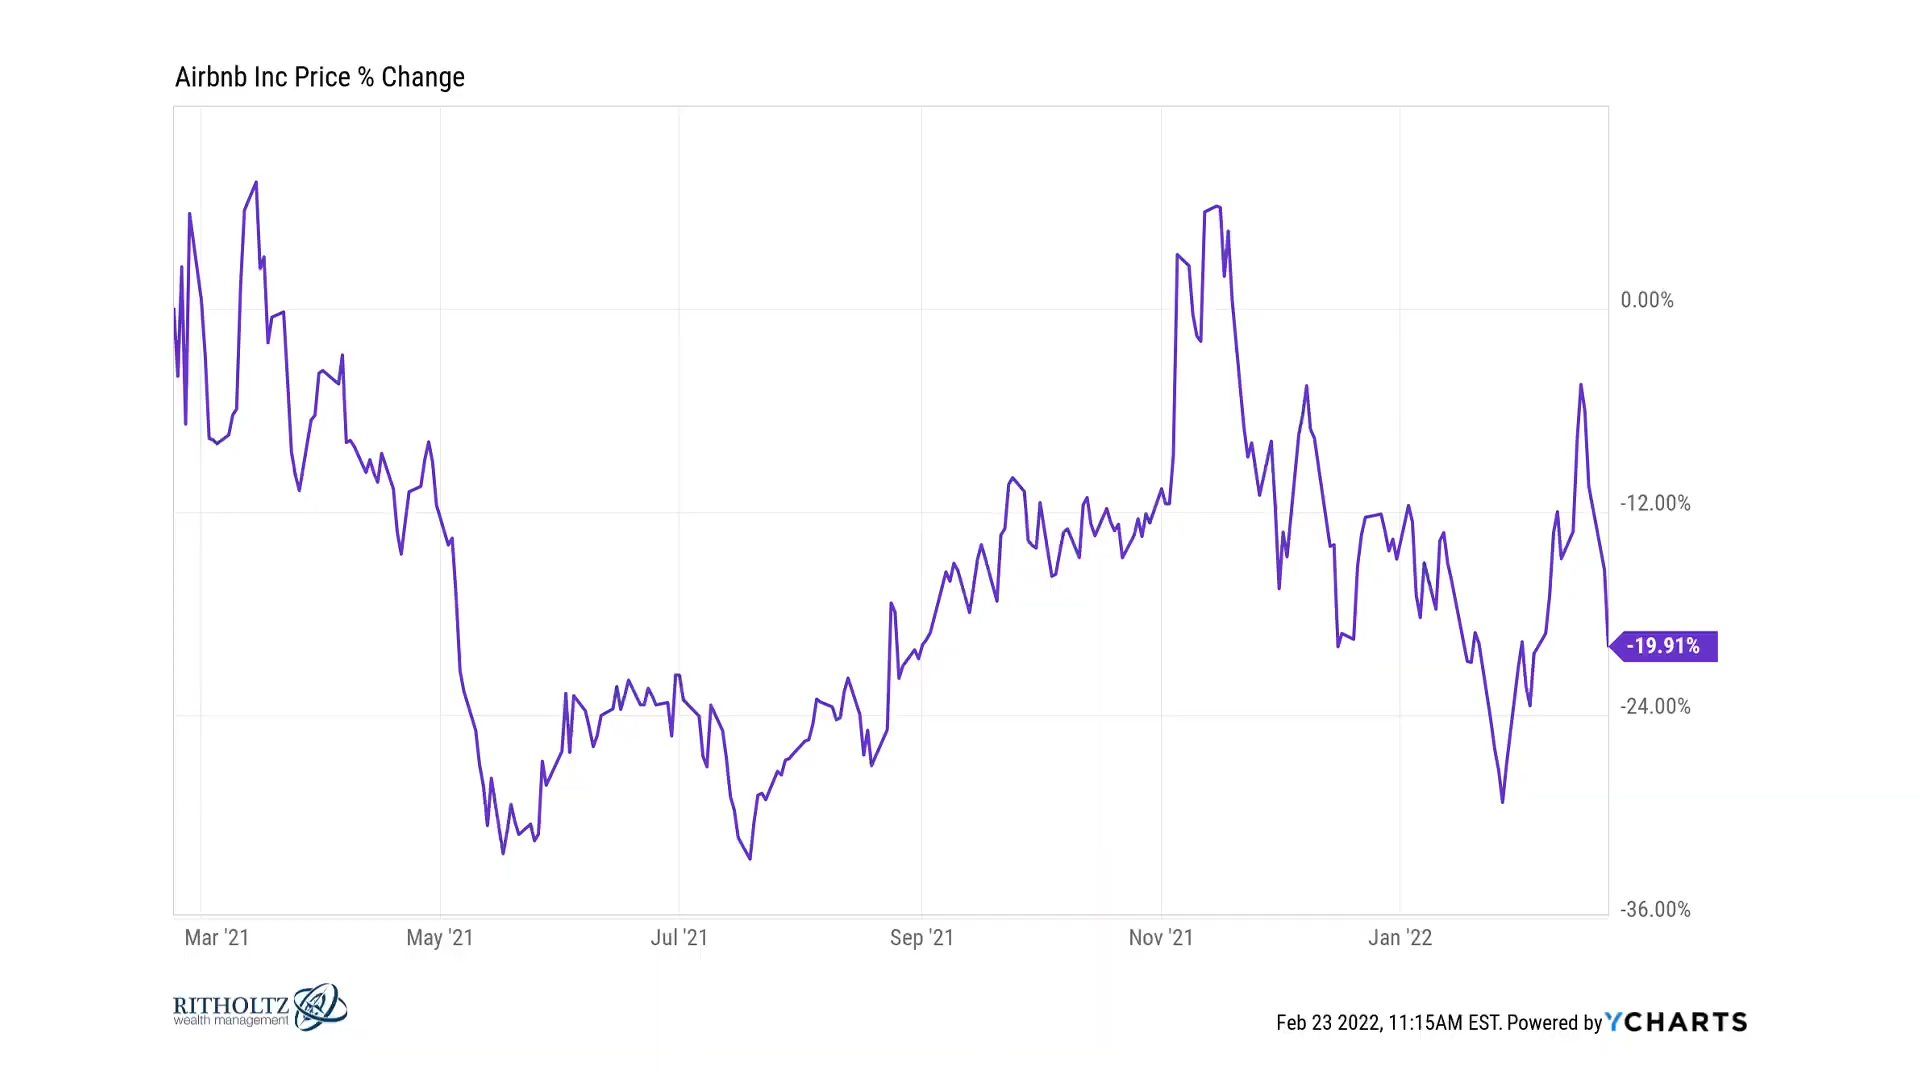 Airbnb Inc Price % Change
0.00%
-12.00%
-19.91%
-24.00%
-36.00%
Mar '21 May '21 Jul '21 Sep '21 Nov '21 Jan '22
RITHOLTZ
wealth management
Feb 23 2022, 11:15AM EST. Powered by YCHARTS